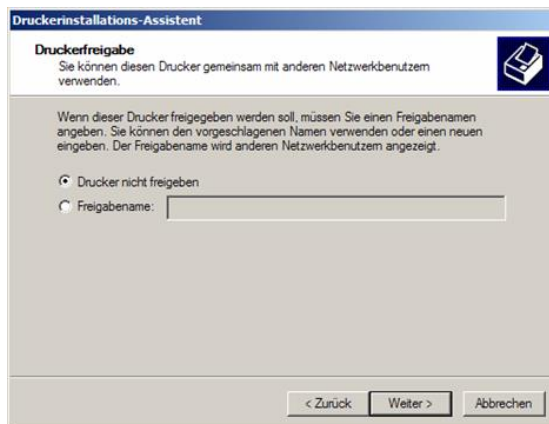 Druckerinstallations-Assistent
Druckerfreigabe
Sie können diesen Drucker gemeinsam mit anderen Netzwerkbenutzern
verwenden.
Wenn dieser Drucker freigegeben werden soll, müssen Sie einen Freigabenamen
angeben. Sie können den vorgeschlagenen Namen verwenden oder einen neuen
eingeben. Der Freigabename wird anderen Netzwerkbenutzern angezeigt.
Drucker nicht freigeben
Freigabename:
< Zurück
Weiter >
Abbrechen